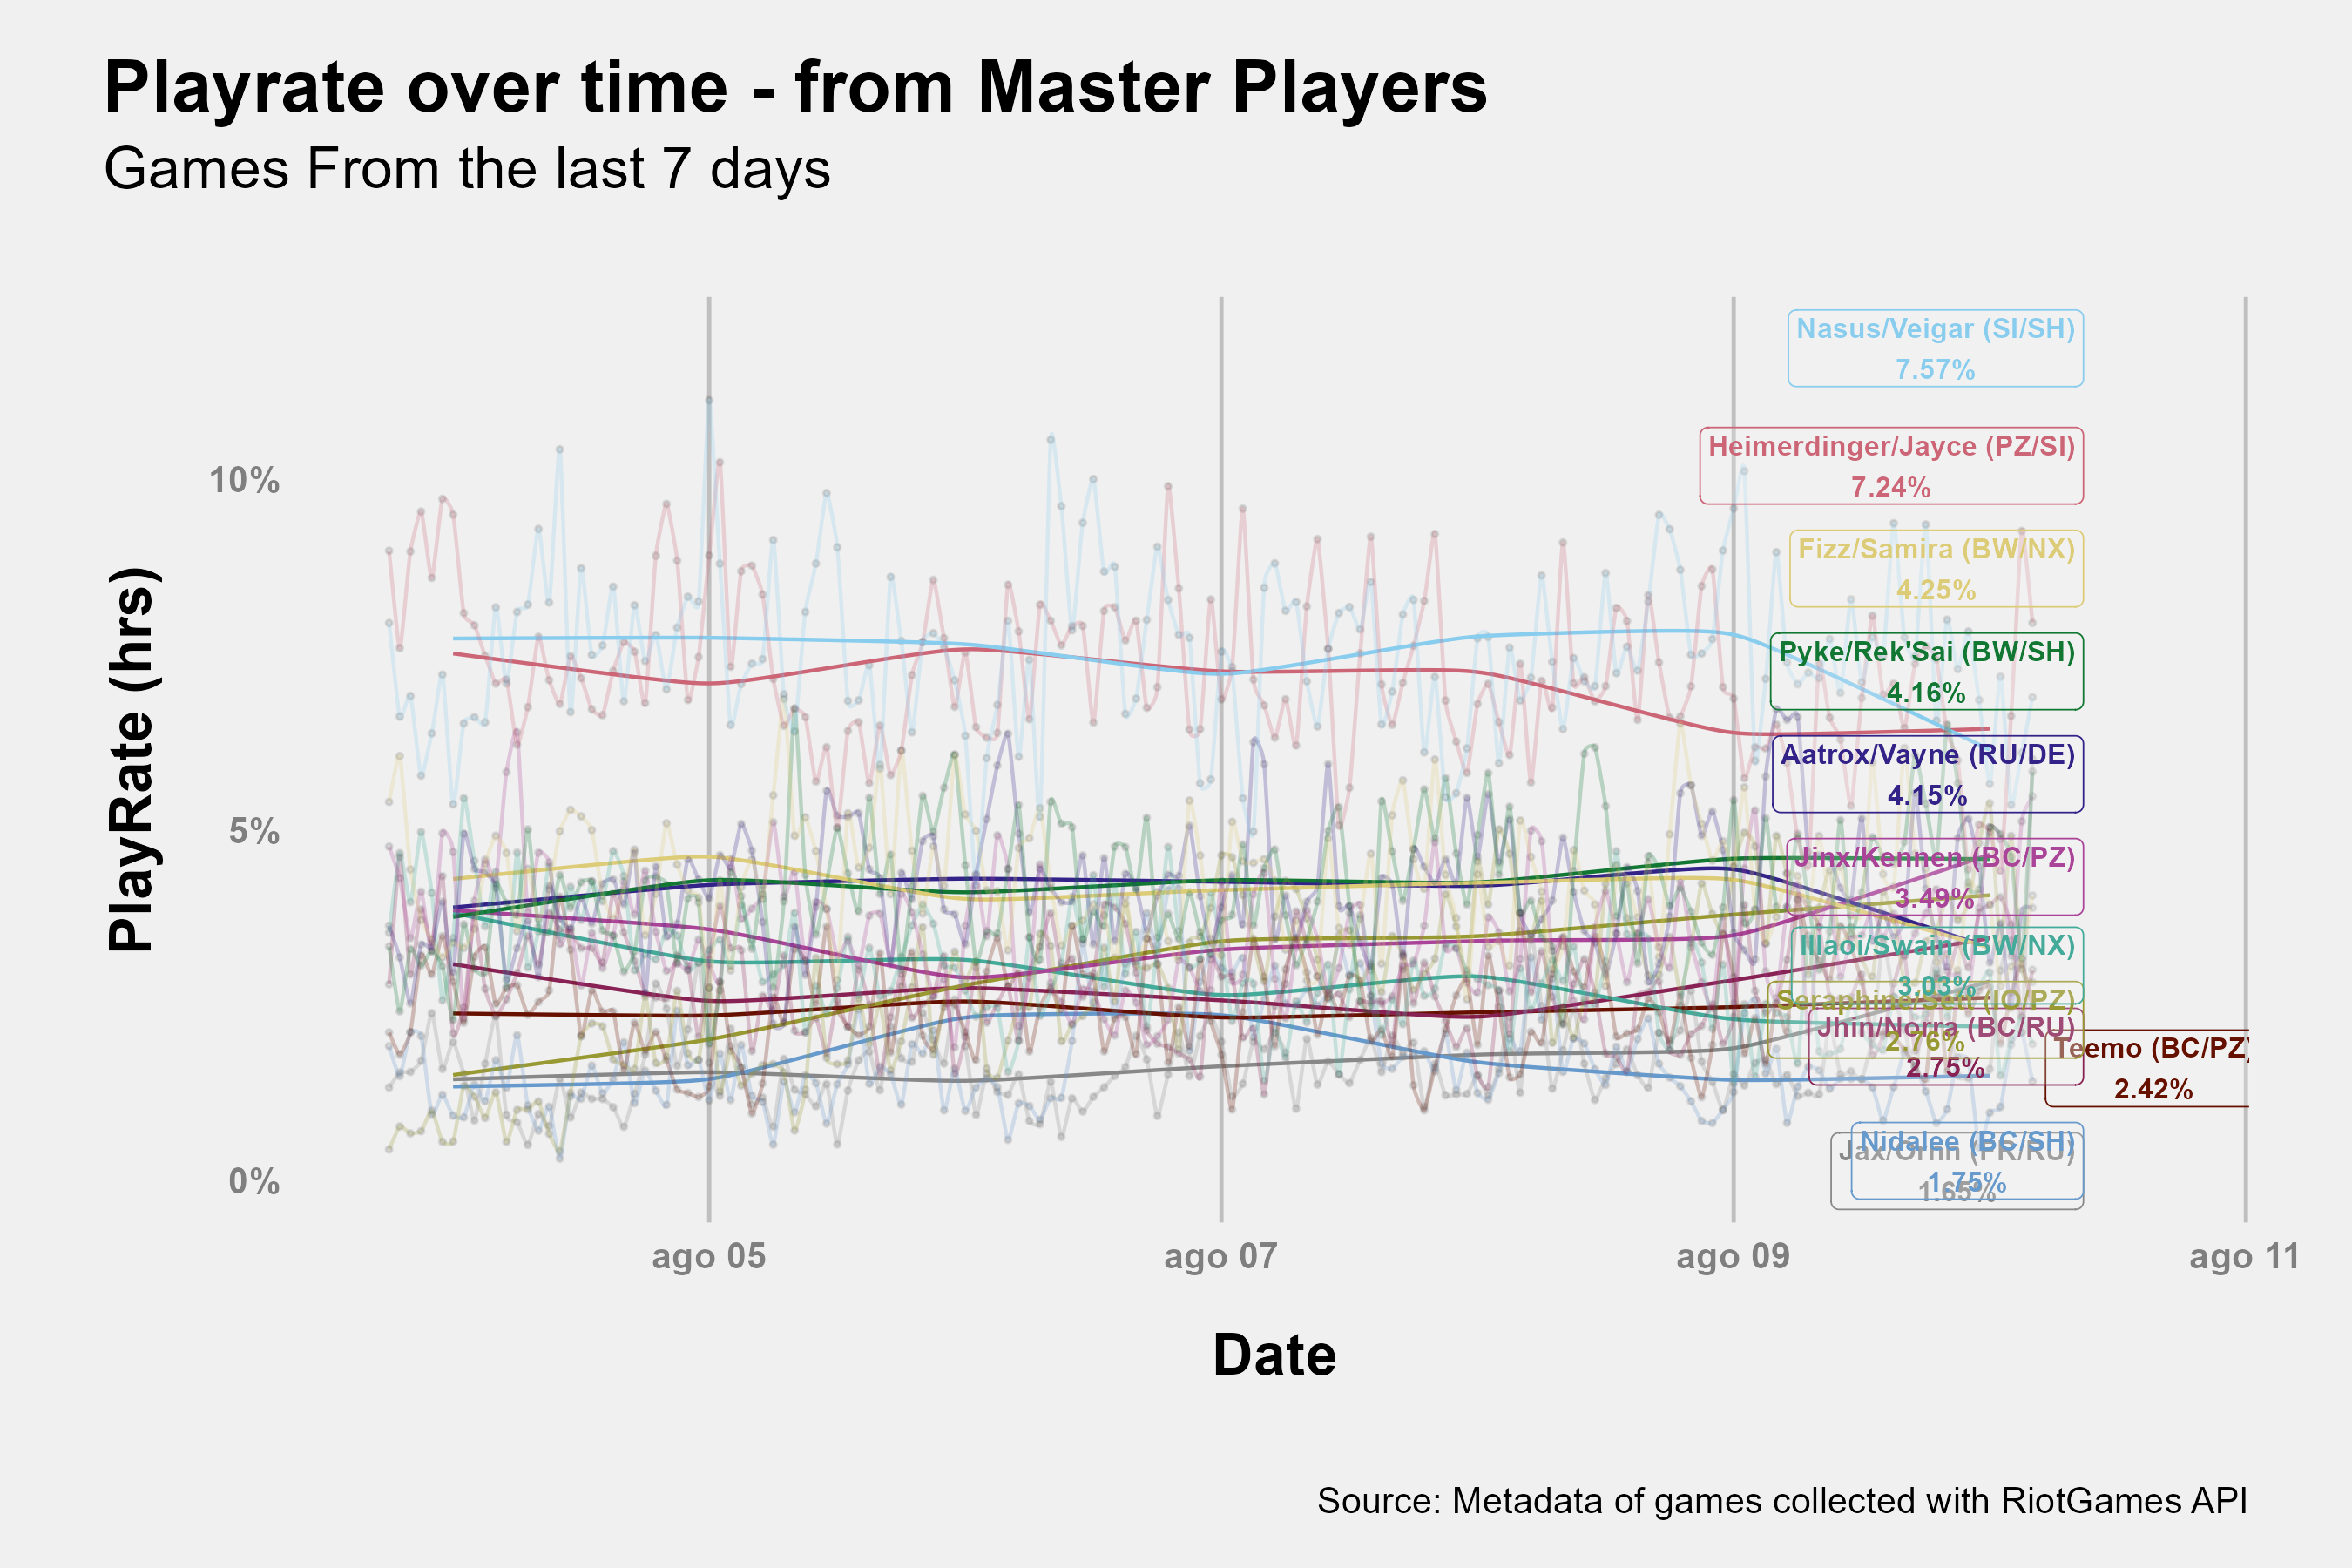 Playrate over time - from Master Players
Games From the last 7 days
PlayRate (hrs)
10%
5%
0%
Nasus/Veigar (SI/SH)
7.57%
Heimerdinger/Jayce (PZ/SI)
7.24%
Fizz/Samira (BW/NX)
4.25%
Pyke/Rek'Sai (BW/SH)
4.16%
Aatrox/Vayne (RU/DE)
4.15%
Jinx/Kennen (BC/PZ)
3.49%
Illaoi/Swain (BW/NX)
3.03%
(IO/PZ)
2.76%
Jhin/Norra (BC/RU)
2.75%
Teemo (BC/PZ)
2.42%
Nidalee (BC/SH)
1.75%
Jax/Ornn (FR/RU)
1.65%
ago 05
ago 07
ago 09
ago 11
Date
Source: Metadata of games collected with RiotGames API